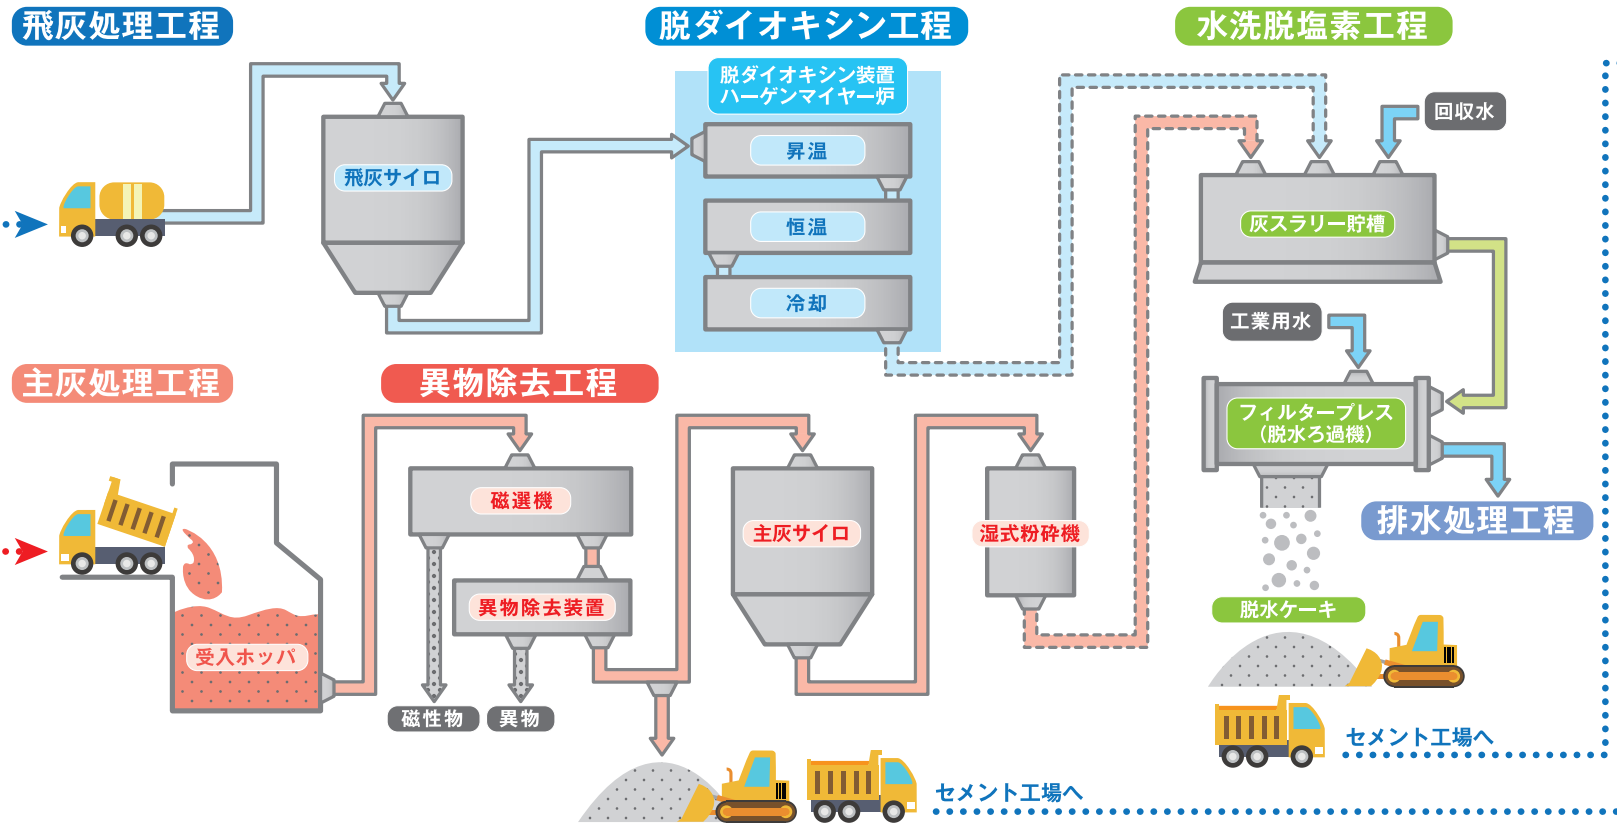 飛灰処理工程
脱ダイオキシン工程
水洗脱塩素工程
脱ダイオキシン装置
ハーゲンマイヤー炉
回収水
昇温
飛灰サイロ
恒温
灰スラリー貯槽
冷却
工業用水
主灰処理工程
異物除去工程
フィルタープレス
（脱水ろ過機）
磁選機
主灰サイロ
湿式粉砕機
排水処理工程
異物除去装置
脱水ケーキ
受入ホッパ
磁性物
異物
セメント工場へ
セメント工場へ